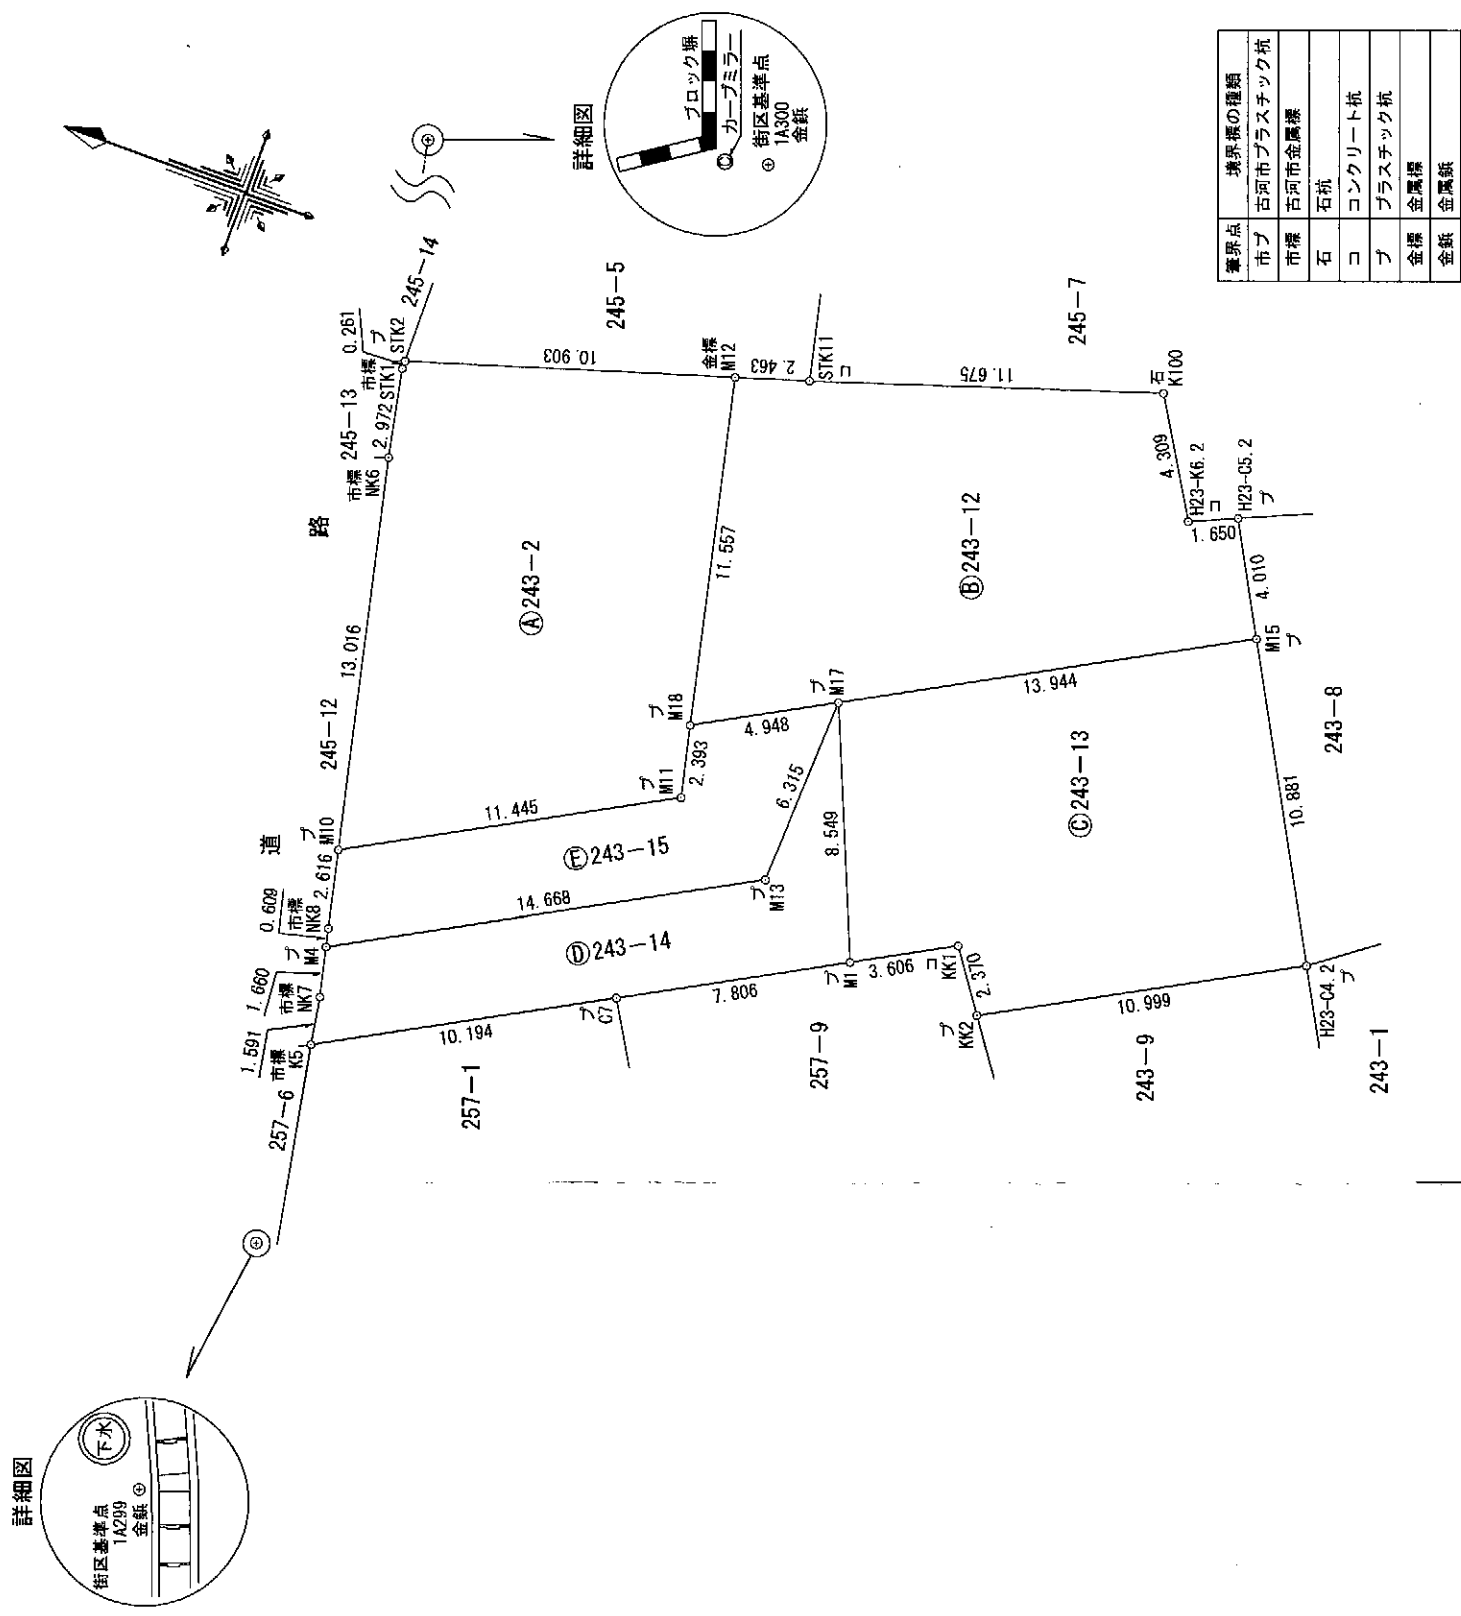 詳細図
街区基準点
1A299
金鋲
下水
詳細図
ブロック塀
カーブミラー
街区基準点
1A300
金鋲
道
路
257-6
245-12
245-13
245-14
1.591
1.660
0.609
2.616
13.016
2.972
0.261
市標
K5
市標
NK7
プ
M4
市標
NK8
プ
M10
市標
NK6
市標
STK1
プ
STK2
257-1
10.194
プ
C7
7.806
257-9
Ⓓ243-14
14.668
Ⓔ243-15
11.445
プ
M11
2.393
プ
M18
Ⓐ243-2
11.557
10.903
245-5
金標
M12
2.463
STK11
コ
プ
M13
6.315
4.948
プ
M17
8.549
プ
M1
3.606
コ
KK1
2.370
プ
KK2
10.999
243-9
Ⓒ243-13
13.944
Ⓑ243-12
11.675
245-7
石
K100
4.309
H23-K6.2
コ
1.650
H23-C5.2
プ
4.010
M15
プ
10.881
243-8
H23-C4.2
プ
243-1
筆界点 境界標の種類
市プ 古河市プラスチック杭
市標 古河市金属標
石 石杭
コ コンクリート杭
プ プラスチック杭
金標 金属標
金鋲 金属鋲